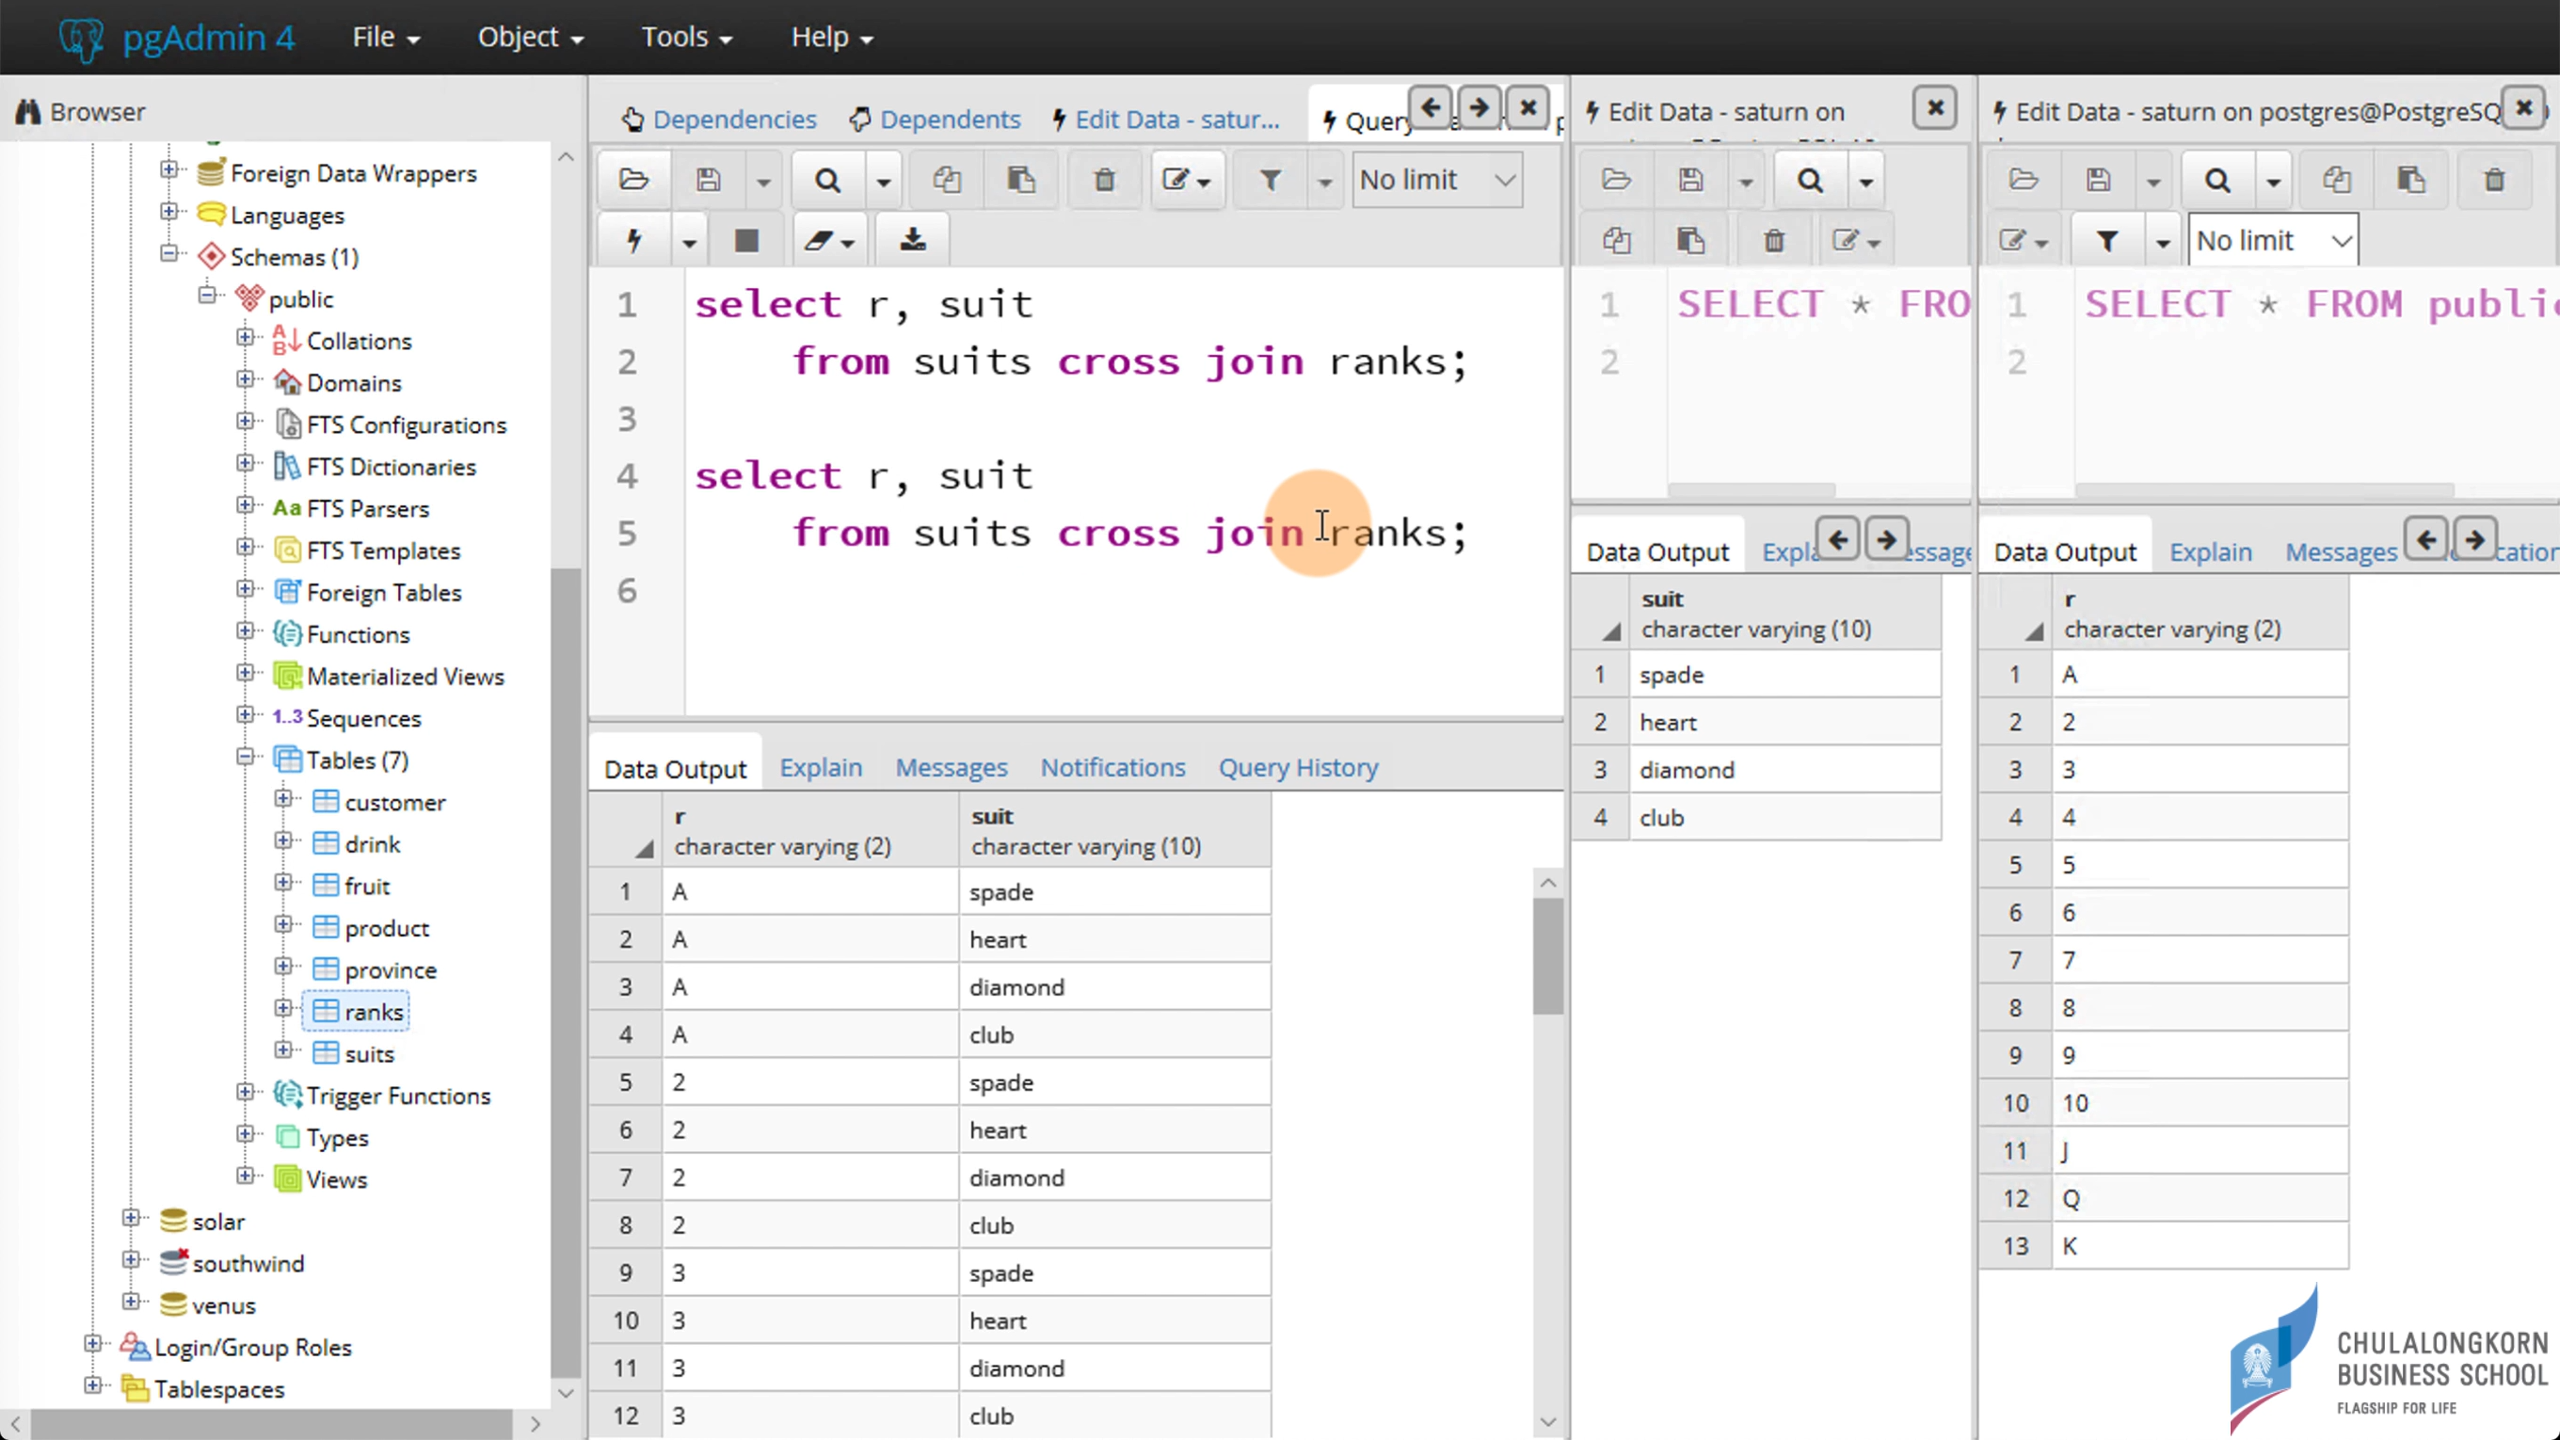 pgAdmin 4
File
Object
Tools
Help
Browser
Foreign Data Wrappers
Languages
Schemas (1)
public
Collations
Domains
FTS Configurations
FTS Dictionaries
Aa FTS Parsers
FTS Templates
Foreign Tables
Functions
Materialized Views
1..3 Sequences
Tables (7)
customer
drink
fruit
product
province
ranks
suits
Trigger Functions
Types
Views
solar
southwind
venus
Login/Group Roles
Tablespaces
Dependencies
Dependents
Edit Data - satur...
Query
No limit
1 select r, suit
2 from suits cross join ranks;
3
4 select r, suit
5 from suits cross join ranks;
6
Data Output
Explain
Messages
Notifications
Query History
r
character varying (2)
suit
character varying (10)
1 A spade
2 A heart
3 A diamond
4 A club
5 2 spade
6 2 heart
7 2 diamond
8 2 club
9 3 spade
10 3 heart
11 3 diamond
12 3 club
Edit Data - saturn on
1 SELECT * FRO
2
Data Output
Expla
essage
suit
character varying (10)
1 spade
2 heart
3 diamond
4 club
Edit Data - saturn on postgres@PostgreSQ
No limit
1 SELECT * FROM public
2
Data Output
Explain
Messages
cation
r
character varying (2)
1 A
2 2
3 3
4 4
5 5
6 6
7 7
8 8
9 9
10 10
11 J
12 Q
13 K
CHULALONGKORN
BUSINESS SCHOOL
FLAGSHIP FOR LIFE